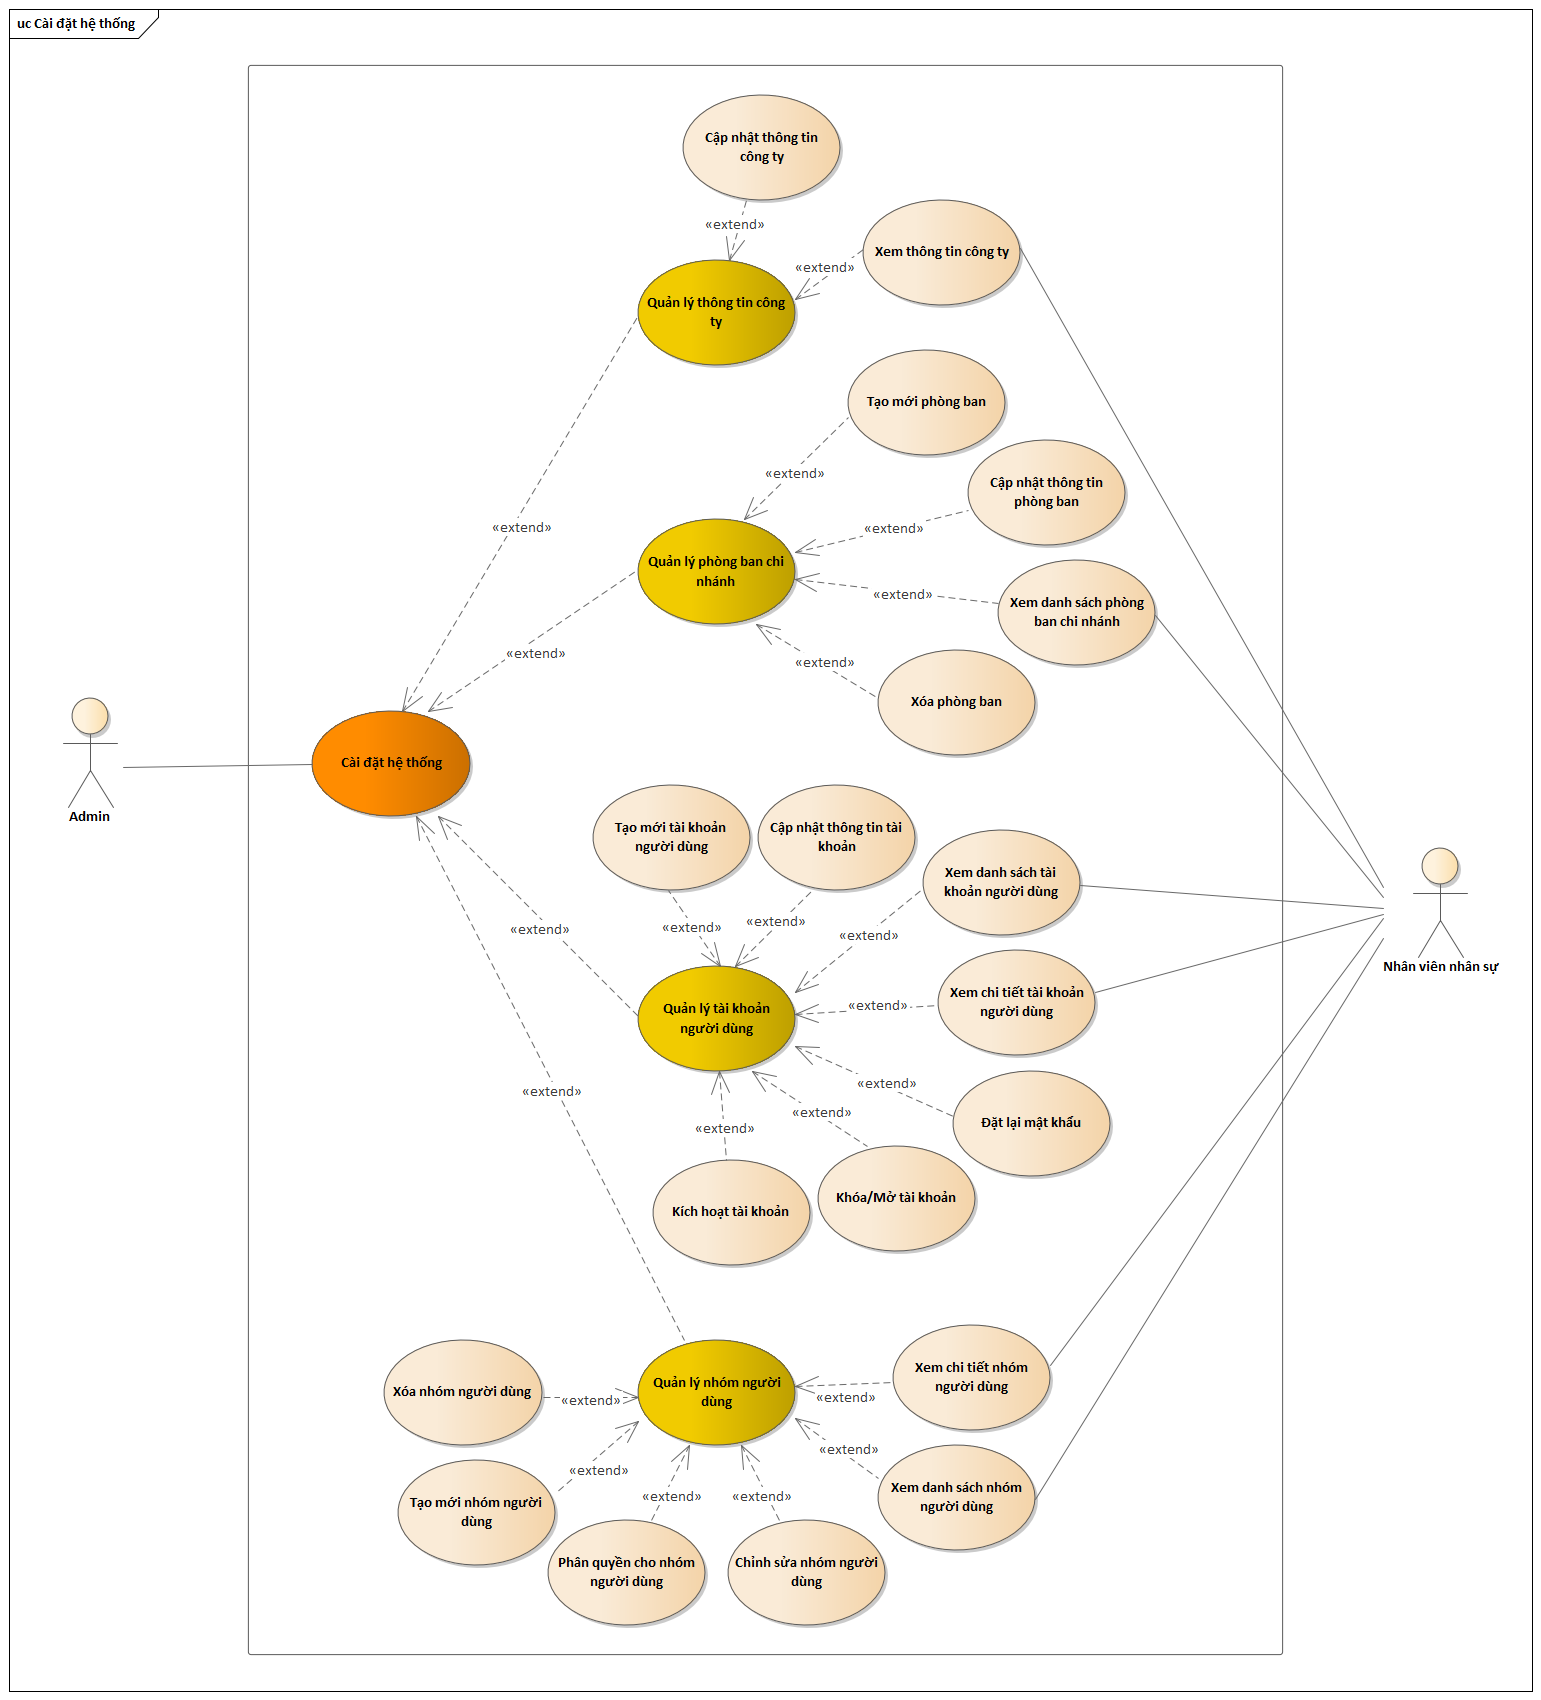 uc Cài đặt hệ thống
Cập nhật thông tin
công ty
«extend»
Xem thông tin công ty
«extend»
Quản lý thông tin công
ty
Tạo mới phòng ban
«extend»
Cập nhật thông tin
phòng ban
«extend»
«extend»
Quản lý phòng ban chi
nhánh
«extend»
Xem danh sách phòng
ban chi nhánh
«extend»
«extend»
Xóa phòng ban
Cài đặt hệ thống
Admin
Tạo mới tài khoản
người dùng
Cập nhật thông tin tài
khoản
Xem danh sách tài
khoản người dùng
«extend»
«extend»
«extend»
«extend»
Nhân viên nhân sự
Quản lý tài khoản
người dùng
«extend»
Xem chi tiết tài khoản
người dùng
«extend»
«extend»
«extend»
«extend»
Đặt lại mật khẩu
Kích hoạt tài khoản
Khóa/Mở tài khoản
Xem chi tiết nhóm
người dùng
Quản lý nhóm người
dùng
Xóa nhóm người dùng
«extend»
«extend»
«extend»
«extend»
Xem danh sách nhóm
người dùng
Tạo mới nhóm người
dùng
«extend»
«extend»
Phân quyền cho nhóm
người dùng
Chỉnh sửa nhóm người
dùng